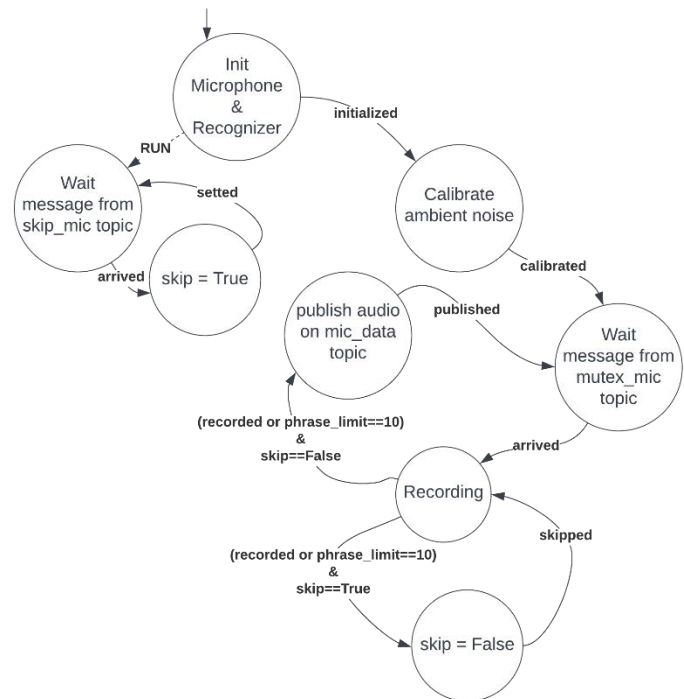 Init
Microphone
&
Recognizer
initialized
RUN
Wait
message from
skip_mic topic
setted
arrived
skip = True
Calibrate
ambient noise
calibrated
publish audio
on mic_data
topic
published
Wait
message from
mutex_mic
topic
(recorded or phrase_limit==10)
&
skip==False
arrived
Recording
skipped
(recorded or phrase_limit==10)
&
skip==True
skip = False